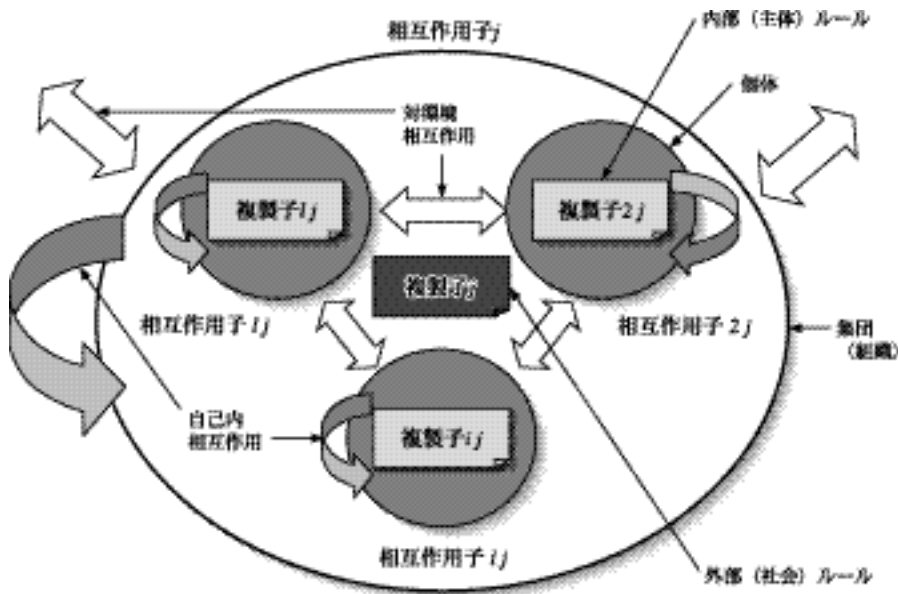 相互作用子j
内部（主体）ルール
個体
対環境
相互作用
複製子1j
複製子2j
複製子j
相互作用子1j
相互作用子2j
集団
（組織）
自己内
相互作用
複製子ij
相互作用子ij
外部（社会）ルール